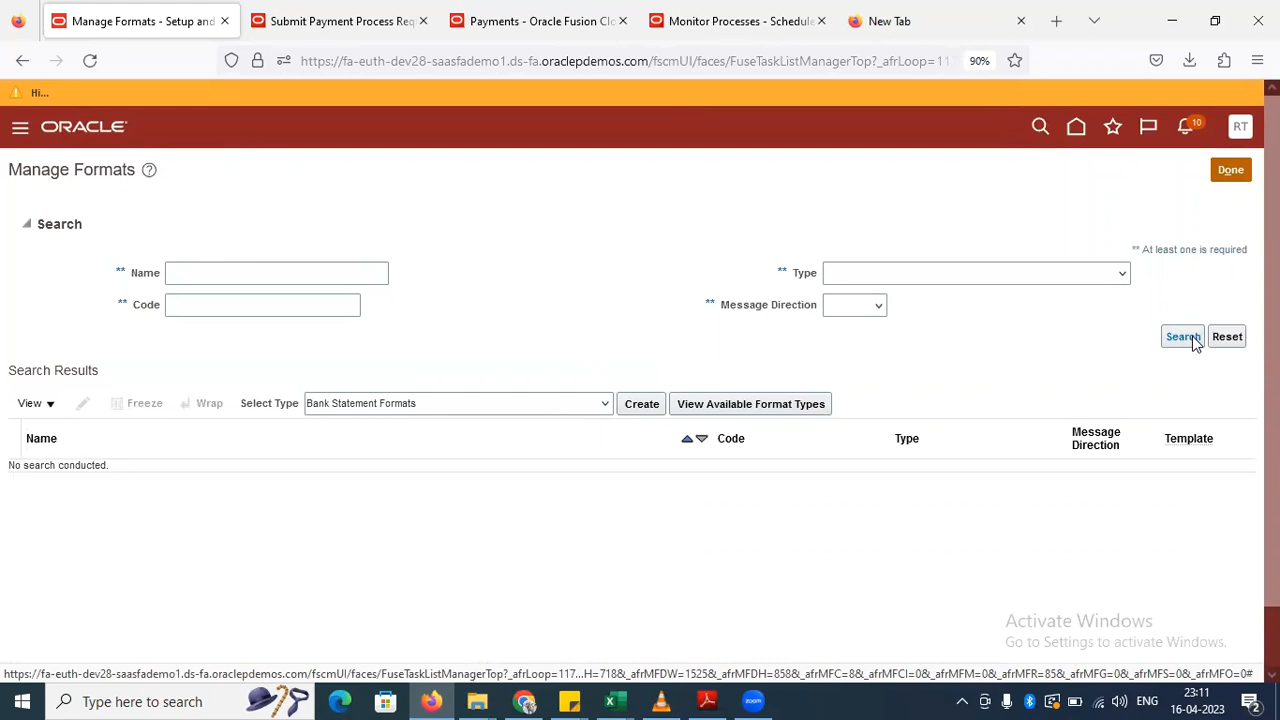 Manage Formats - Setup and
Submit Payment Process Req
Payments - Oracle Fusion Clo
Monitor Processes - Schedule
New Tab
https://fa-euth-dev28-saasfademo1.ds-fa.oraclepdemos.com/fscmUI/faces/FuseTaskListManagerTop?_afrLoop=11
90%
Hi...
ORACLE
10
RT
Manage Formats
Done
Search
** At least one is required
** Name
** Type
** Code
** Message Direction
Search
Reset
Search Results
View
Freeze
Wrap
Select Type
Bank Statement Formats
Create
View Available Format Types
Name
Code
Type
Message Direction
Template
No search conducted.
Activate Windows
Go to Settings to activate Windows.
https://fa-euth-dev28-saasfademo1.ds-fa.oraclepdemos.com/fscmUI/faces/FuseTaskListManagerTop?_afrLoop=117...H=718&_afrMFDW=1525&_afrMFDH=858&_afrMFC=8&_afrMFCI=0&_afrMFM=0&_afrMFR=85&_afrMFG=0&_afrMFS=0&_afrMFO=0#
Type here to search
zoom
ENG
23:11
16-04-2023
2